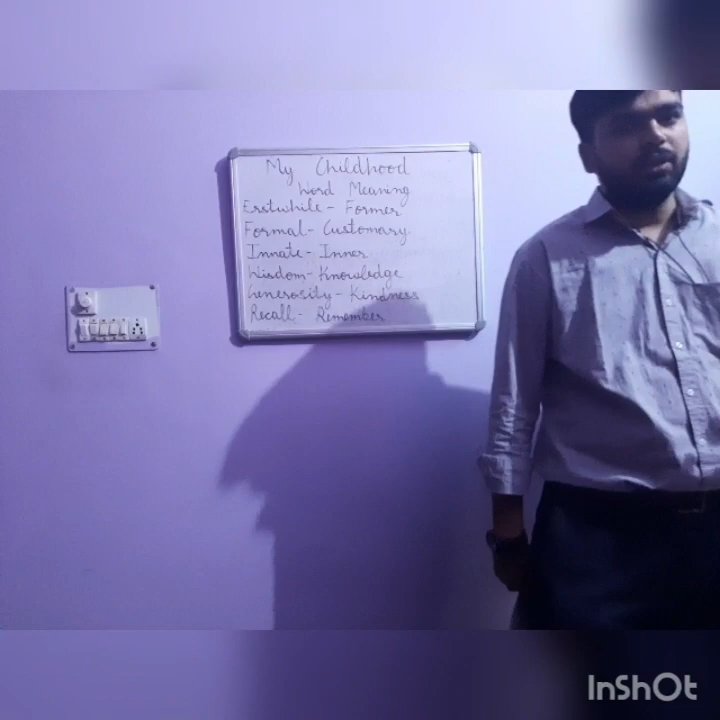 My Childhood
Word Meaning
Erstwhile - Former
Formal - Customary
Innate - Inner
Wisdom - Knowledge
Generosity - Kindness
Recall - Remember
InShOt